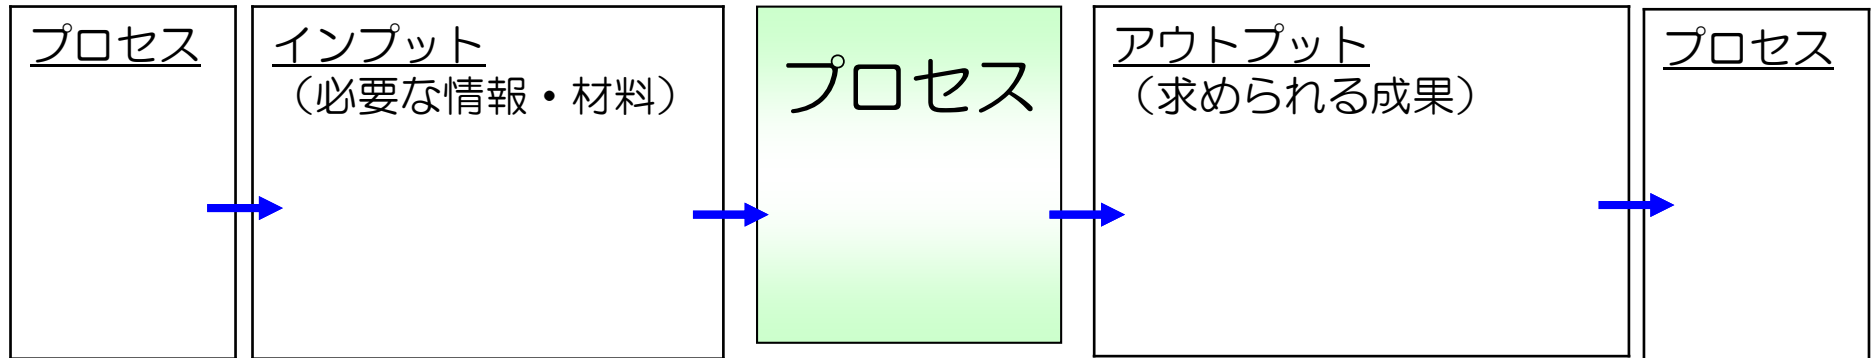 プロセス
インプット
（必要な情報・材料）
プロセス
アウトプット
（求められる成果）
プロセス